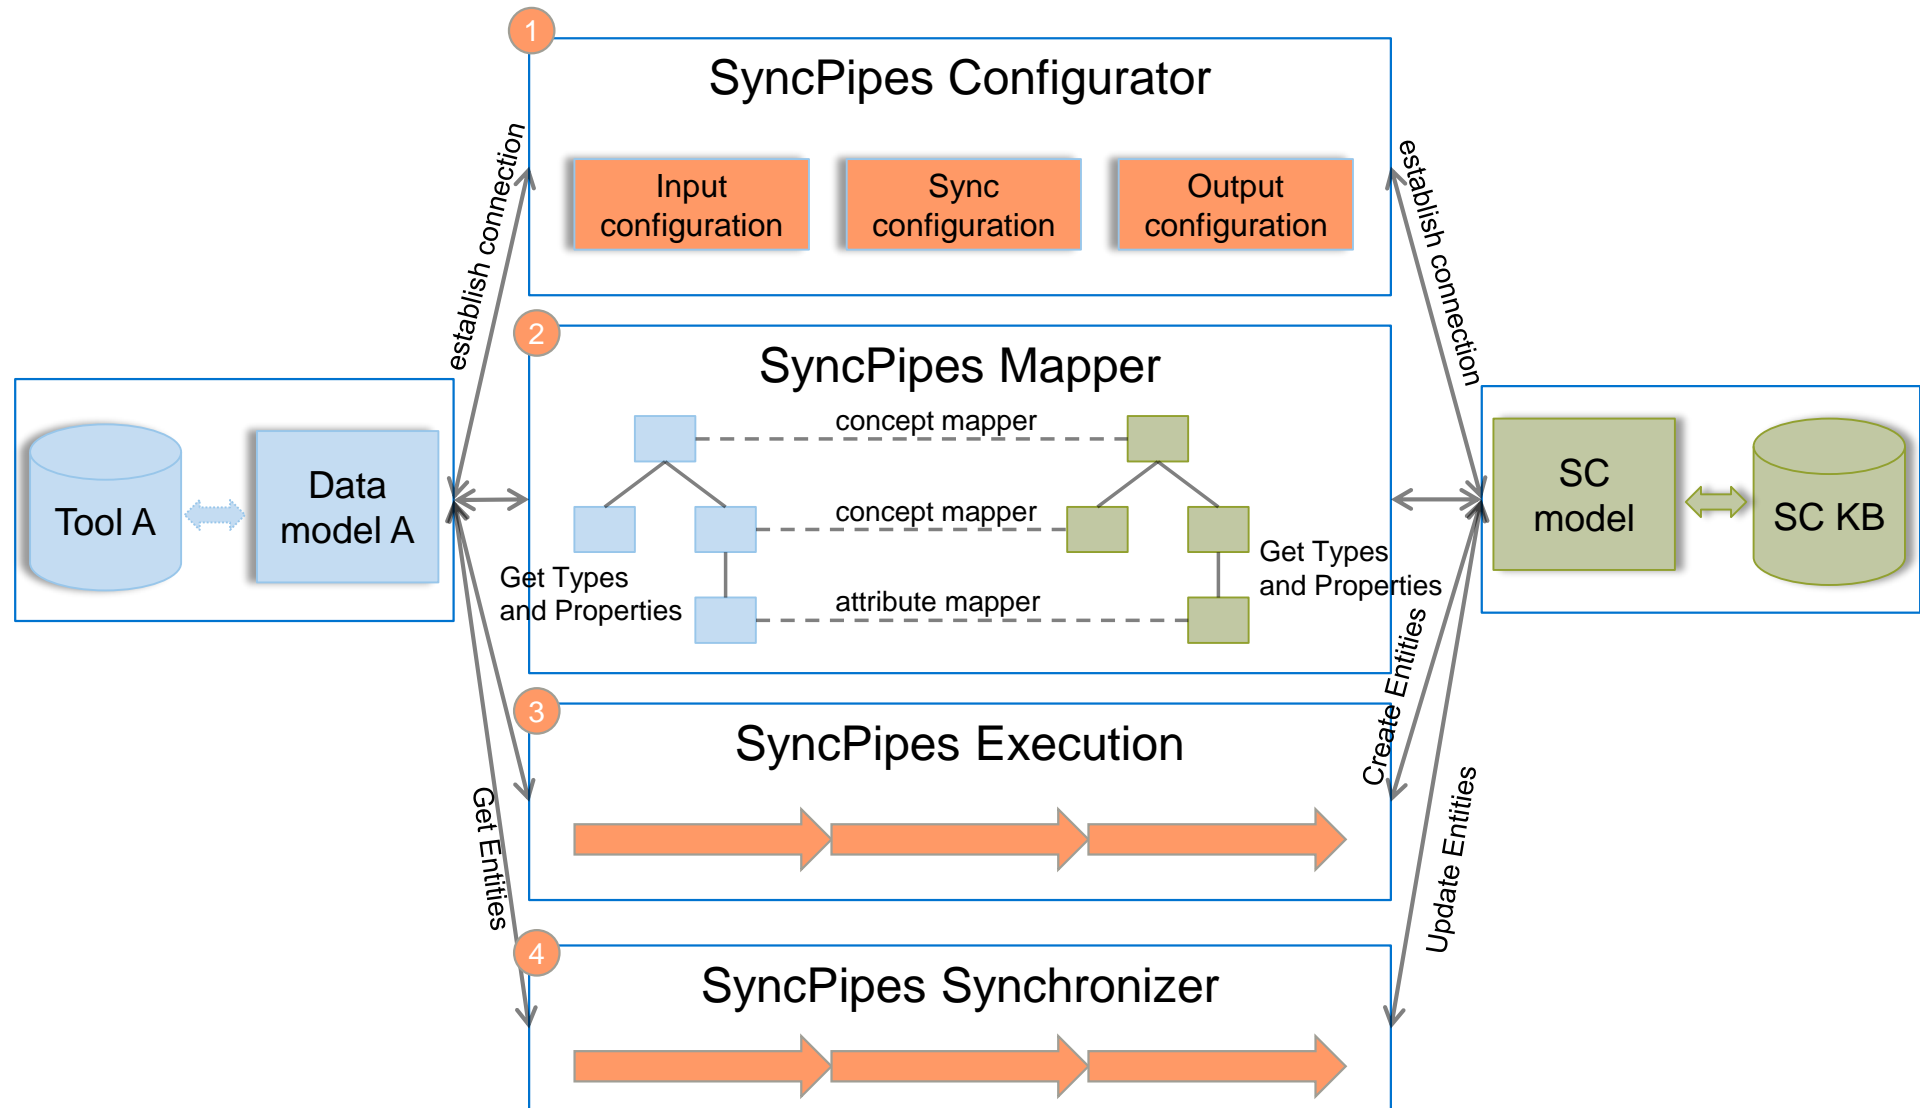 1
SyncPipes Configurator
Input
configuration
Sync
configuration
Output
configuration
establish connection
establish connection
2
SyncPipes Mapper
concept mapper
concept mapper
attribute mapper
Get Types
and Properties
Get Types
and Properties
Tool A
Data
model A
SC
model
SC KB
3
SyncPipes Execution
Create Entities
Get Entities
Update Entities
4
SyncPipes Synchronizer